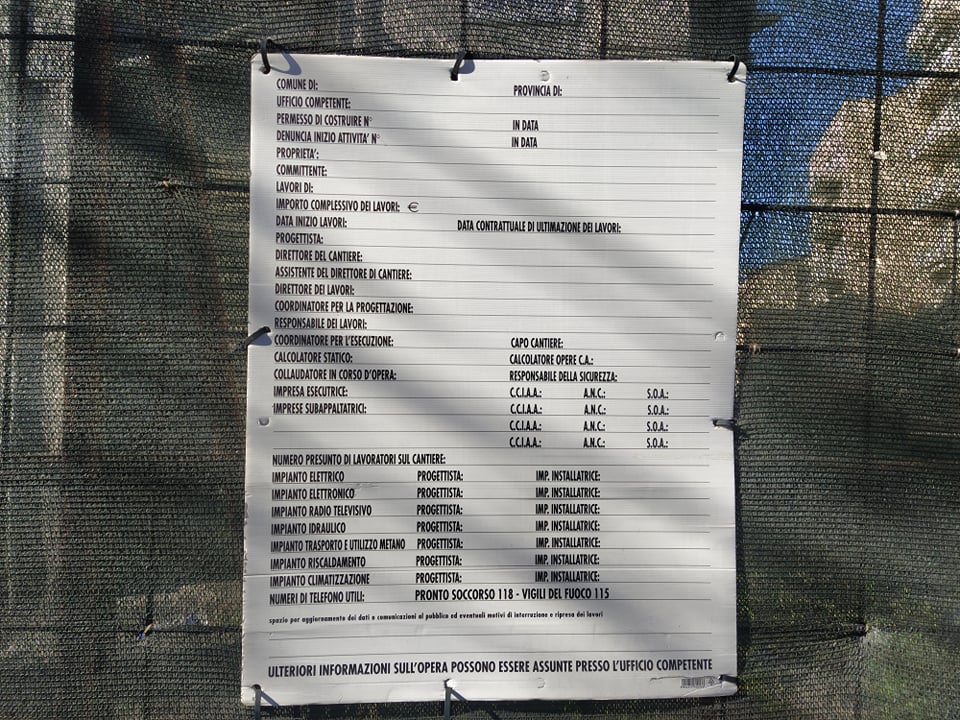 COMUNE DI: PROVINCIA DI:
UFFICIO COMPETENTE:
PERMESSO DI COSTRUIRE N° IN DATA
DENUNCIA INIZIO ATTIVITA' N° IN DATA
PROPRIETA':
COMMITTENTE:
LAVORI DI:
IMPORTO COMPLESSIVO DEI LAVORI: €
DATA INIZIO LAVORI: DATA CONTRATTUALE DI ULTIMAZIONE DEI LAVORI:
PROGETTISTA:
DIRETTORE DEL CANTIERE:
ASSISTENTE DEL DIRETTORE DI CANTIERE:
DIRETTORE DEI LAVORI:
COORDINATORE PER LA PROGETTAZIONE:
RESPONSABILE DEI LAVORI:
COORDINATORE PER L'ESECUZIONE: CAPO CANTIERE:
CALCOLATORE STATICO: CALCOLATORE OPERE C.A.:
COLLAUDATORE IN CORSO D'OPERA: RESPONSABILE DELLA SICUREZZA:
IMPRESA ESECUTRICE: C.C.I.A.A.: A.N.C.: S.O.A.:
IMPRESE SUBAPPALTATRICI: C.C.I.A.A.: A.N.C.: S.O.A.:
C.C.I.A.A.: A.N.C.: S.O.A.:
C.C.I.A.A.: A.N.C.: S.O.A.:
NUMERO PRESUNTO DI LAVORATORI SUL CANTIERE:
IMPIANTO ELETTRICO PROGETTISTA: IMP. INSTALLATRICE:
IMPIANTO ELETTRONICO PROGETTISTA: IMP. INSTALLATRICE:
IMPIANTO RADIO TELEVISIVO PROGETTISTA: IMP. INSTALLATRICE:
IMPIANTO IDRAULICO PROGETTISTA: IMP. INSTALLATRICE:
IMPIANTO TRASPORTO E UTILIZZO METANO PROGETTISTA: IMP. INSTALLATRICE:
IMPIANTO RISCALDAMENTO PROGETTISTA: IMP. INSTALLATRICE:
IMPIANTO CLIMATIZZAZIONE PROGETTISTA: IMP. INSTALLATRICE:
NUMERI DI TELEFONO UTILI: PRONTO SOCCORSO 118 - VIGILI DEL FUOCO 115
spazio per aggiornamento dei dati o comunicazioni al pubblico ed eventuali motivi di interruzione e ripresa dei lavori
ULTERIORI INFORMAZIONI SULL'OPERA POSSONO ESSERE ASSUNTE PRESSO L'UFFICIO COMPETENTE